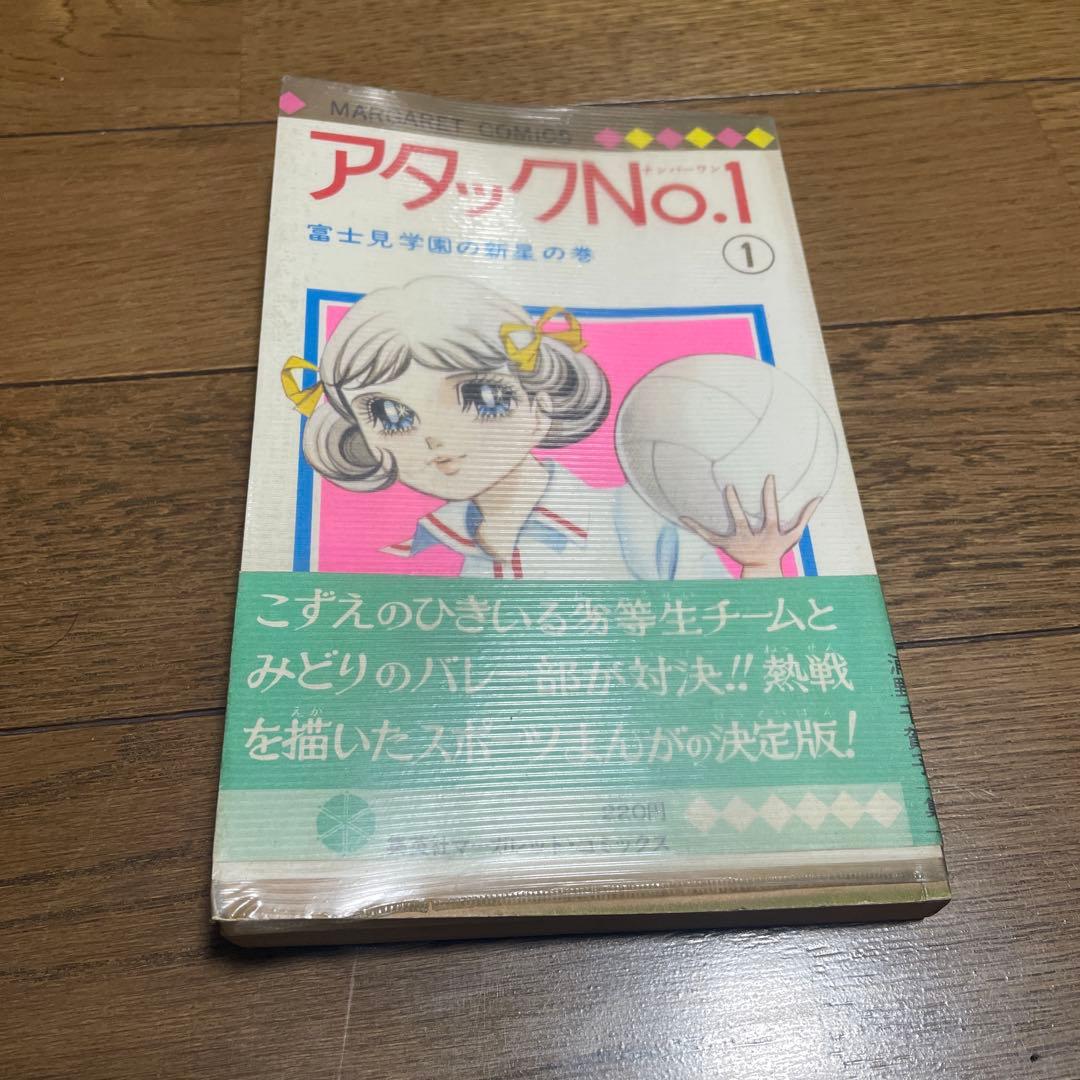 MARGARET COMICS
アタックNo.1
ナンバーワン
富士見学園の新星の巻
1
こずえのひきいる劣等生チームと
みどりのバレー部が対決!!熱戦
を描いたスポーツまんがの決定版!
220円
集英社マーガレット・コミックス